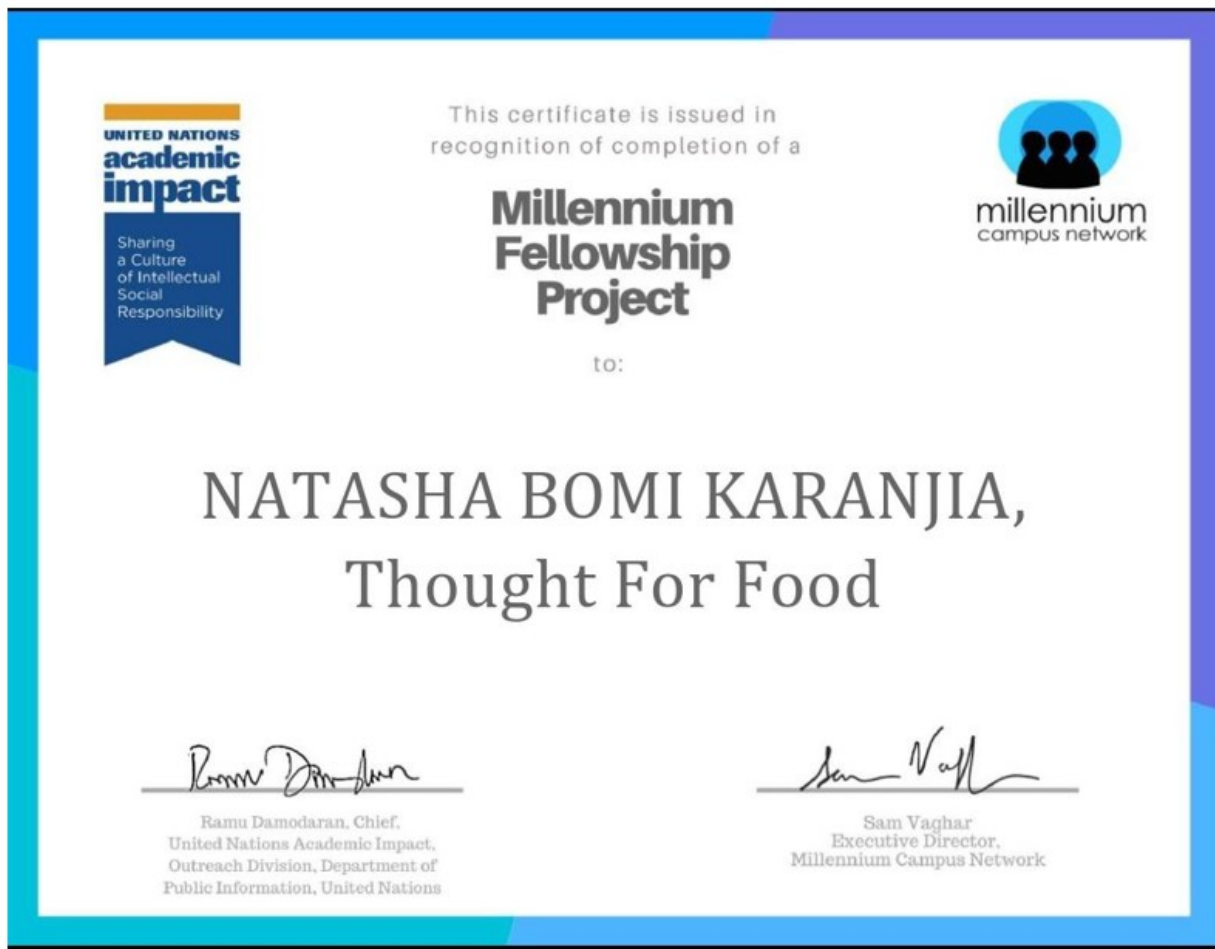 UNITED NATIONS
academic
impact
Sharing
a Culture
of Intellectual
Social
Responsibility
This certificate is issued in
recognition of completion of a
Millennium
Fellowship
Project
to:
millennium
campus network
NATASHA BOMI KARANJIA,
Thought For Food
Ramu Damodaran, Chief,
United Nations Academic Impact,
Outreach Division, Department of
Public Information, United Nations
Sam Vaghar
Executive Director,
Millennium Campus Network